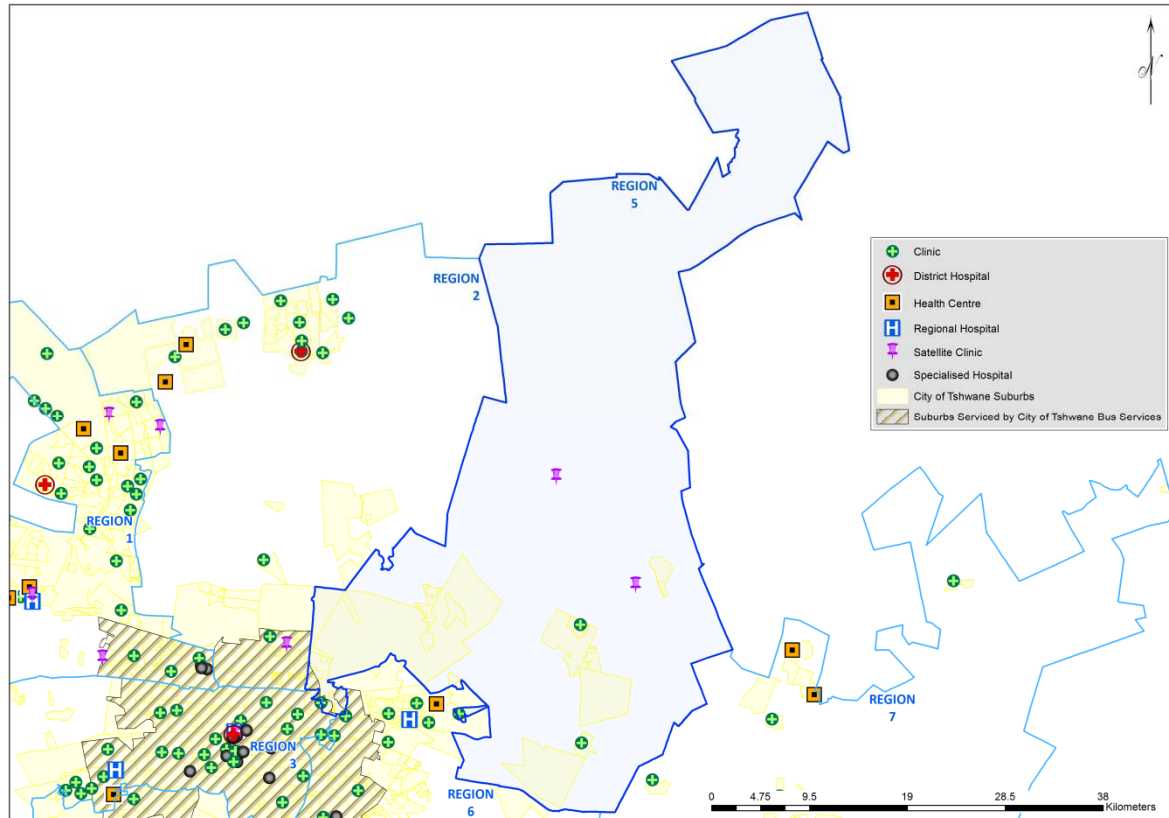 N
REGION
5
REGION
2
Clinic
District Hospital
Health Centre
H
Regional Hospital
Satellite Clinic
Specialised Hospital
City of Tshwane Suburbs
Suburbs Serviced by City of Tshwane Bus Services
REGION
1
H
H
REGION
3
H
REGION
7
REGION
6
0 4.75 9.5 19 28.5 38
Kilometers